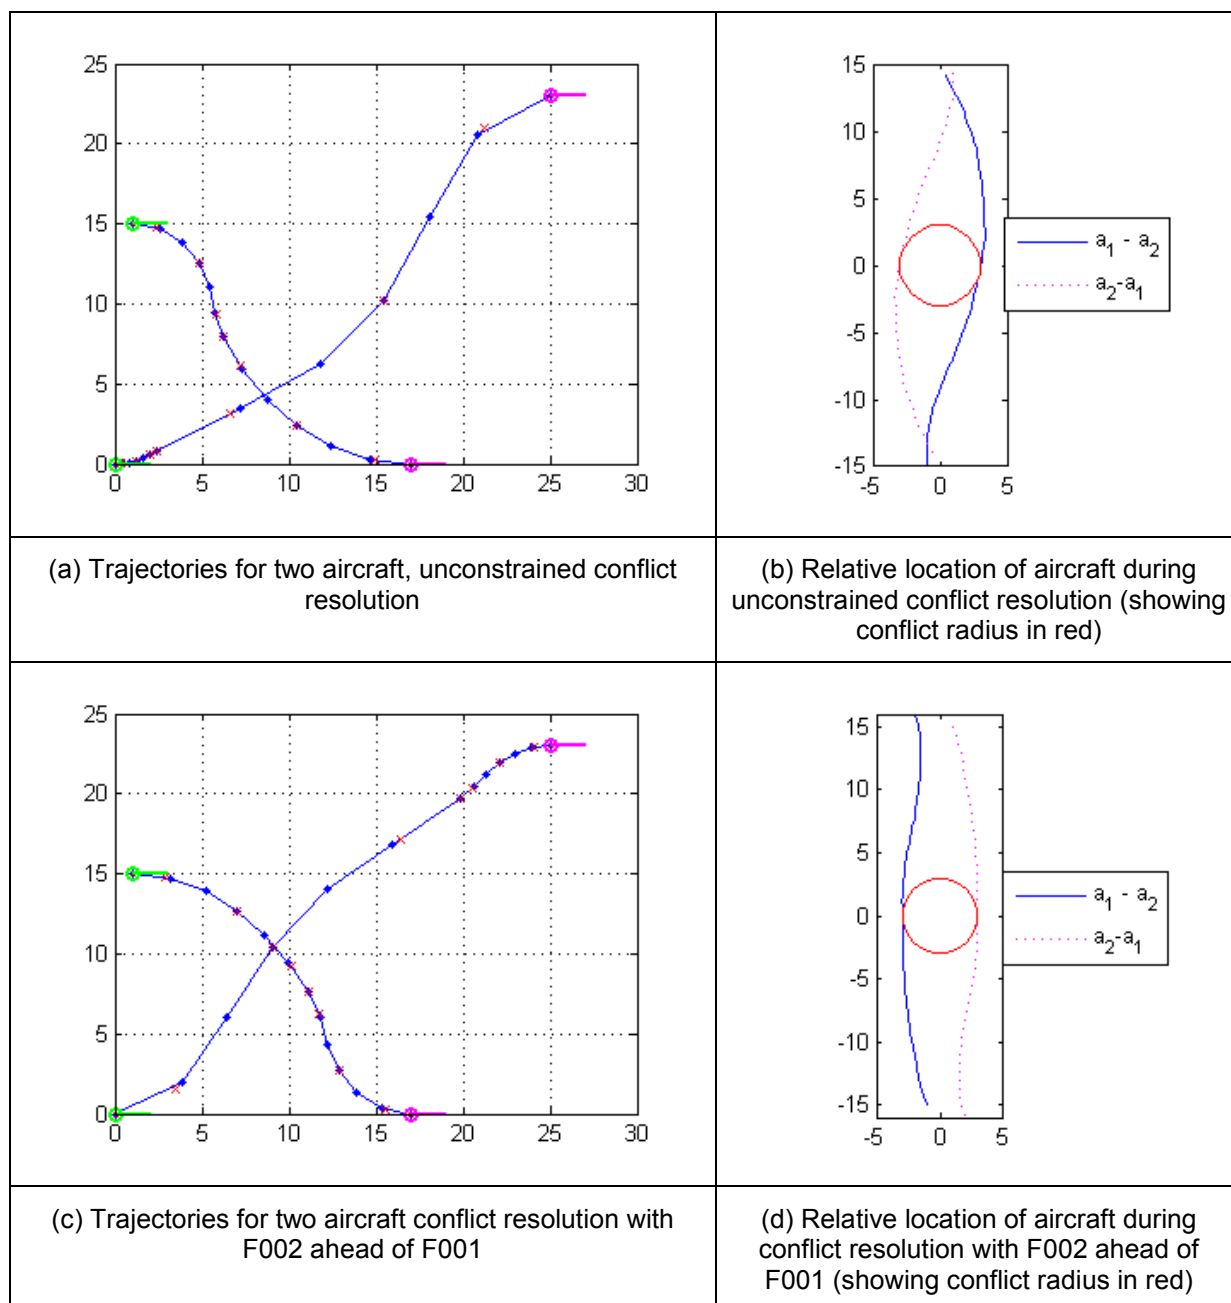 25
20
15
10
5
0
0 5 10 15 20 25 30
15
10
5
0
-5
-10
-15
-5 0 5
a1 - a2
a2-a1
(a) Trajectories for two aircraft, unconstrained conflict
resolution
(b) Relative location of aircraft during
unconstrained conflict resolution (showing
conflict radius in red)
25
20
15
10
5
0
0 5 10 15 20 25 30
15
10
5
0
-5
-10
-15
-5 0 5
a1 - a2
a2-a1
(c) Trajectories for two aircraft conflict resolution with
F002 ahead of F001
(d) Relative location of aircraft during
conflict resolution with F002 ahead of
F001 (showing conflict radius in red)